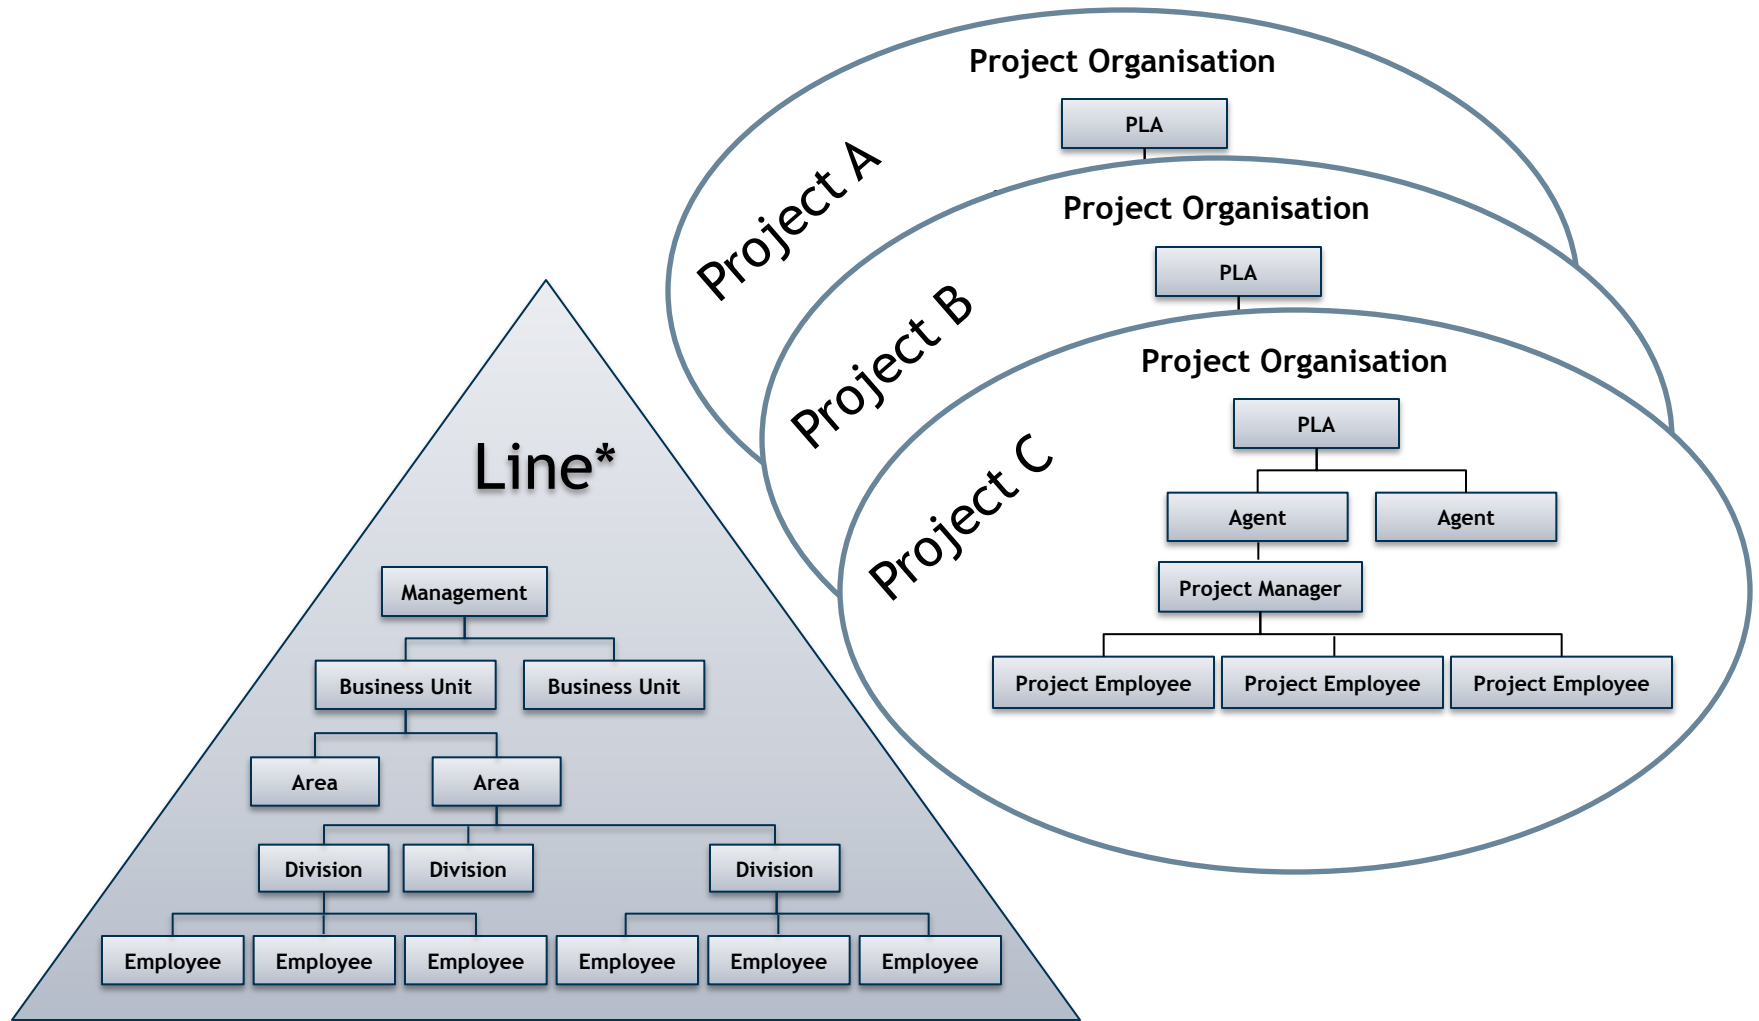 Project Organisation
PLA
Project A
Project Organisation
PLA
Project B
Project Organisation
PLA
Project C
Agent Agent
Project Manager
Project Employee Project Employee Project Employee
Line*
Management
Business Unit Business Unit
Area Area
Division Division Division
Employee Employee Employee Employee Employee Employee